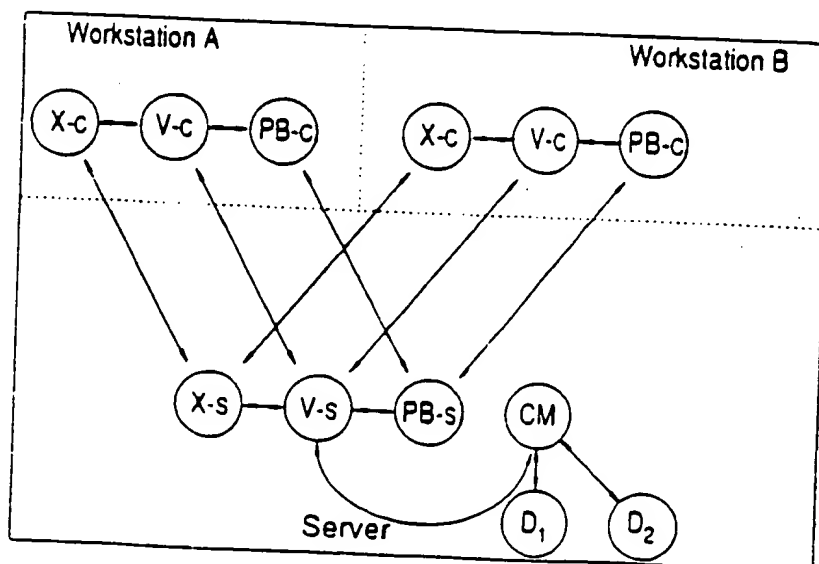 Workstation A
Workstation B
X-c V-c PB-c X-c V-c PB-c
X-s V-s PB-s CM
Server D1 D2